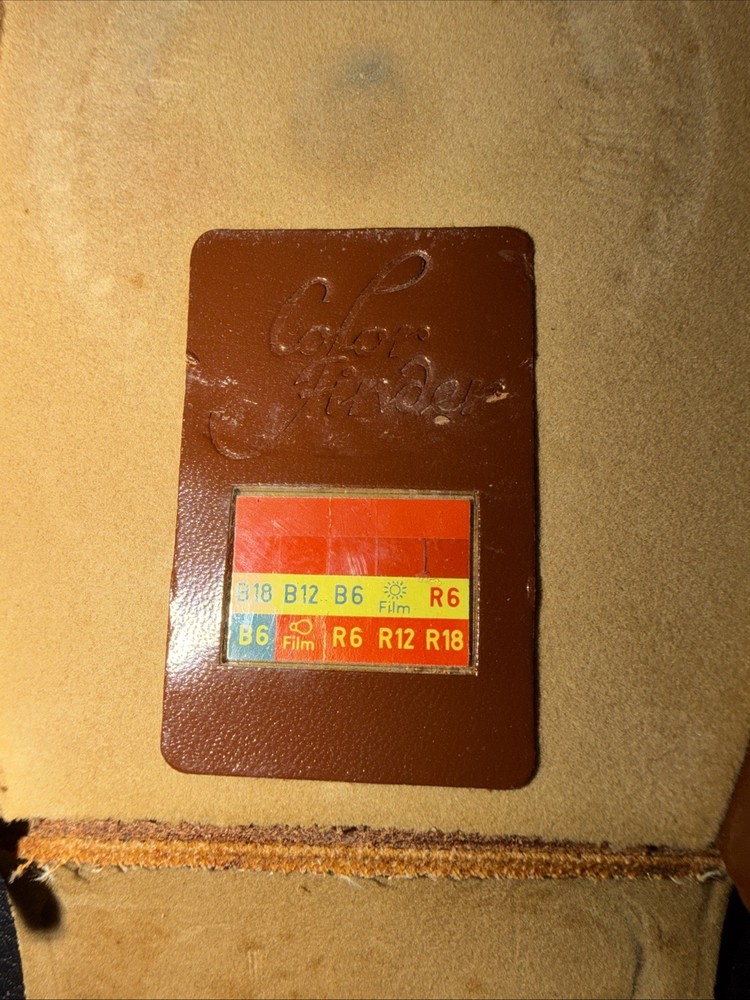 Color
Finder
B18 B12 B6 Film R6
B6 Film R6 R12 R18